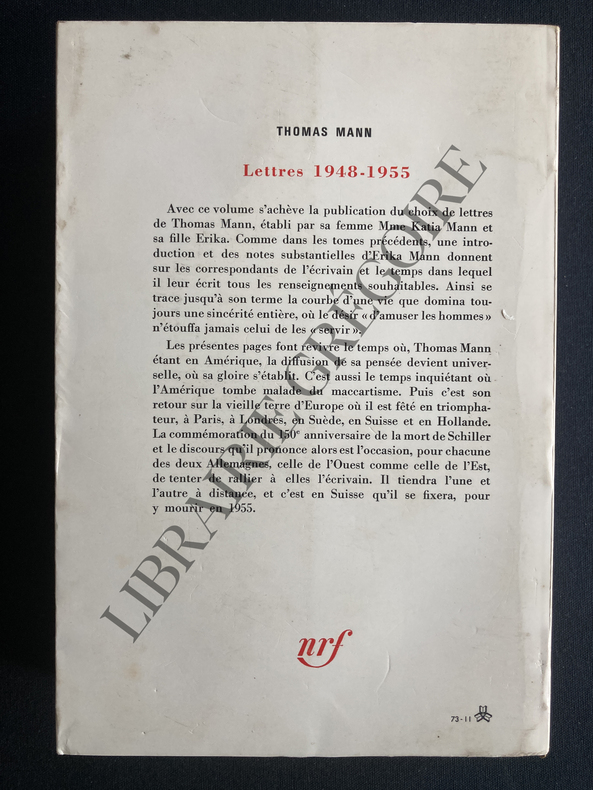 THOMAS MANN
Lettres 1948-1955
Avec ce volume s'achève la publication du choix de lettres
de Thomas Mann, établi par sa femme Mme Katia Mann et
sa fille Erika. Comme dans les tomes précédents, une intro-
duction et des notes substantielles d'Erika Mann donnent
sur les correspondants de l'écrivain et le temps dans lequel
il leur écrit tous les renseignements souhaitables. Ainsi se
trace jusqu'à son terme la courbe d'une vie que domina tou-
jours une sincérité entière, où le désir « d'amuser les hommes »
n'étouffa jamais celui de les « servir ».
Les présentes pages font revivre le temps où, Thomas Mann
étant en Amérique, la diffusion de sa pensée devient univer-
selle, où sa gloire s'établit. C'est aussi le temps inquiétant où
l'Amérique tombe malade du maccartisme. Puis c'est son
retour sur la vieille terre d'Europe où il est fêté en triompha-
teur, à Paris, à Londres, en Suède, en Suisse et en Hollande.
La commémoration du 150e anniversaire de la mort de Schiller
et le discours qu'il prononce alors est l'occasion, pour chacune
des deux Allemagnes, celle de l'Ouest comme celle de l'Est,
de tenter de rallier à elles l'écrivain. Il tiendra l'une et
l'autre à distance, et c'est en Suisse qu'il se fixera, pour
y mourir en 1955.
LIBRAIRIE GRÉGOIRE
nrf
73-11